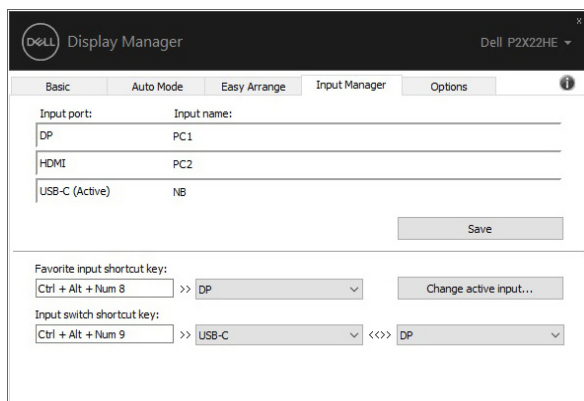 DELL Display Manager Dell P2X22HE
x
Basic Auto Mode Easy Arrange Input Manager Options i
Input port: Input name:
DP PC1
HDMI PC2
USB-C (Active) NB
Save
Favorite input shortcut key:
Ctrl + Alt + Num 8 >> DP Change active input...
Input switch shortcut key:
Ctrl + Alt + Num 9 >> USB-C <<>> DP